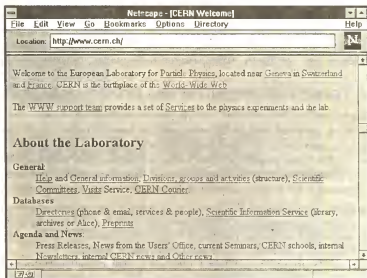 Netscape - [CERN Welcome]
File Edit View Go Bookmarks Options Directory Help
Location: http://www.cern.ch/
N
Welcome to the European Laboratory for Particle Physics, located near Geneva in Switzerland
and France. CERN is the birthplace of the World-Wide Web
The WWW support team provides a set of Services to the physics experiments and the lab.
About the Laboratory
General:
Help and General information, Divisions, groups and activities (structure), Scientific
Committees, Visits Service, CERN Courier
Databases
Directories (phone & email, services & people), Scientific Information Service (library,
archives or Alice), Preprints
Agenda and News:
Press Releases, News from the Users' Office, current Seminars, CERN schools, internal
Newsletters, internal CERN news and Other news